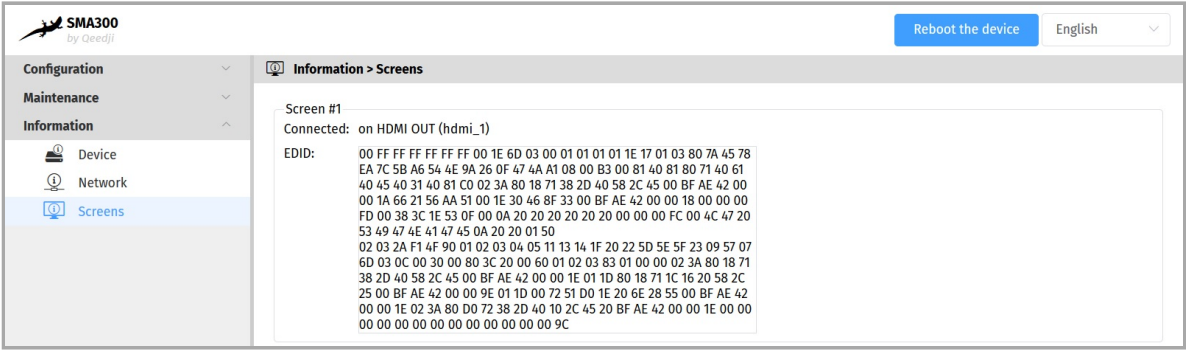 SMA300
by Qeedji
Reboot the device
English
Configuration
Maintenance
Information
Device
Network
Screens
Information > Screens
Screen #1
Connected: on HDMI OUT (hdmi_1)
EDID:
00 FF FF FF FF FF FF 00 1E 6D 03 00 01 01 01 01 1E 17 01 03 80 7A 45 78
EA 7C 5B A6 54 4E 9A 26 0F 47 4A A1 08 00 B3 00 81 40 81 80 71 40 61
40 45 40 31 40 81 C0 02 3A 80 18 71 38 2D 40 58 2C 45 00 BF AE 42 00
00 1A 66 21 56 AA 51 00 1E 30 46 8F 33 00 BF AE 42 00 00 18 00 00 00
FD 00 38 3C 1E 53 0F 00 0A 20 20 20 20 20 20 00 00 00 FC 00 4C 47 20
53 49 47 4E 41 47 45 0A 20 20 01 50
02 03 2A F1 4F 90 01 02 03 04 05 11 13 14 1F 20 22 5D 5E 5F 23 09 57 07
6D 03 0C 00 30 00 80 3C 20 00 60 01 02 03 83 01 00 00 02 3A 80 18 71
38 2D 40 58 2C 45 00 BF AE 42 00 00 1E 01 1D 80 18 71 1C 16 20 58 2C
25 00 BF AE 42 00 00 9E 01 1D 00 72 51 D0 1E 20 6E 28 55 00 BF AE 42
00 00 1E 02 3A 80 D0 72 38 2D 40 10 2C 45 20 BF AE 42 00 00 1E 00 00
00 00 00 00 00 00 00 00 00 00 00 00 9C